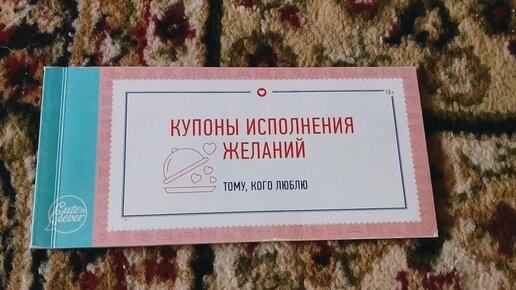 18+
КУПОНЫ ИСПОЛНЕНИЯ
ЖЕЛАНИЙ
ТОМУ, КОГО ЛЮБЛЮ
Cute'n
clever